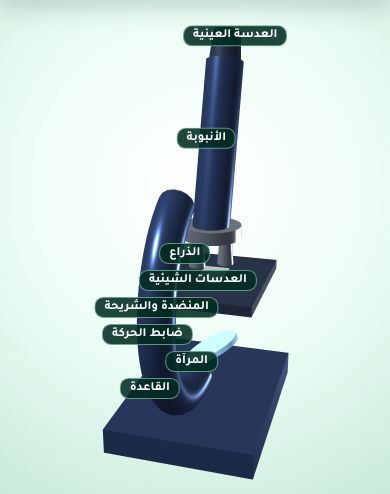 العدسة العينية
الأنبوبة
الذراع
العدسات الشيئية
المنضدة والشريحة
ضابط الحركة
المرآة
القاعدة